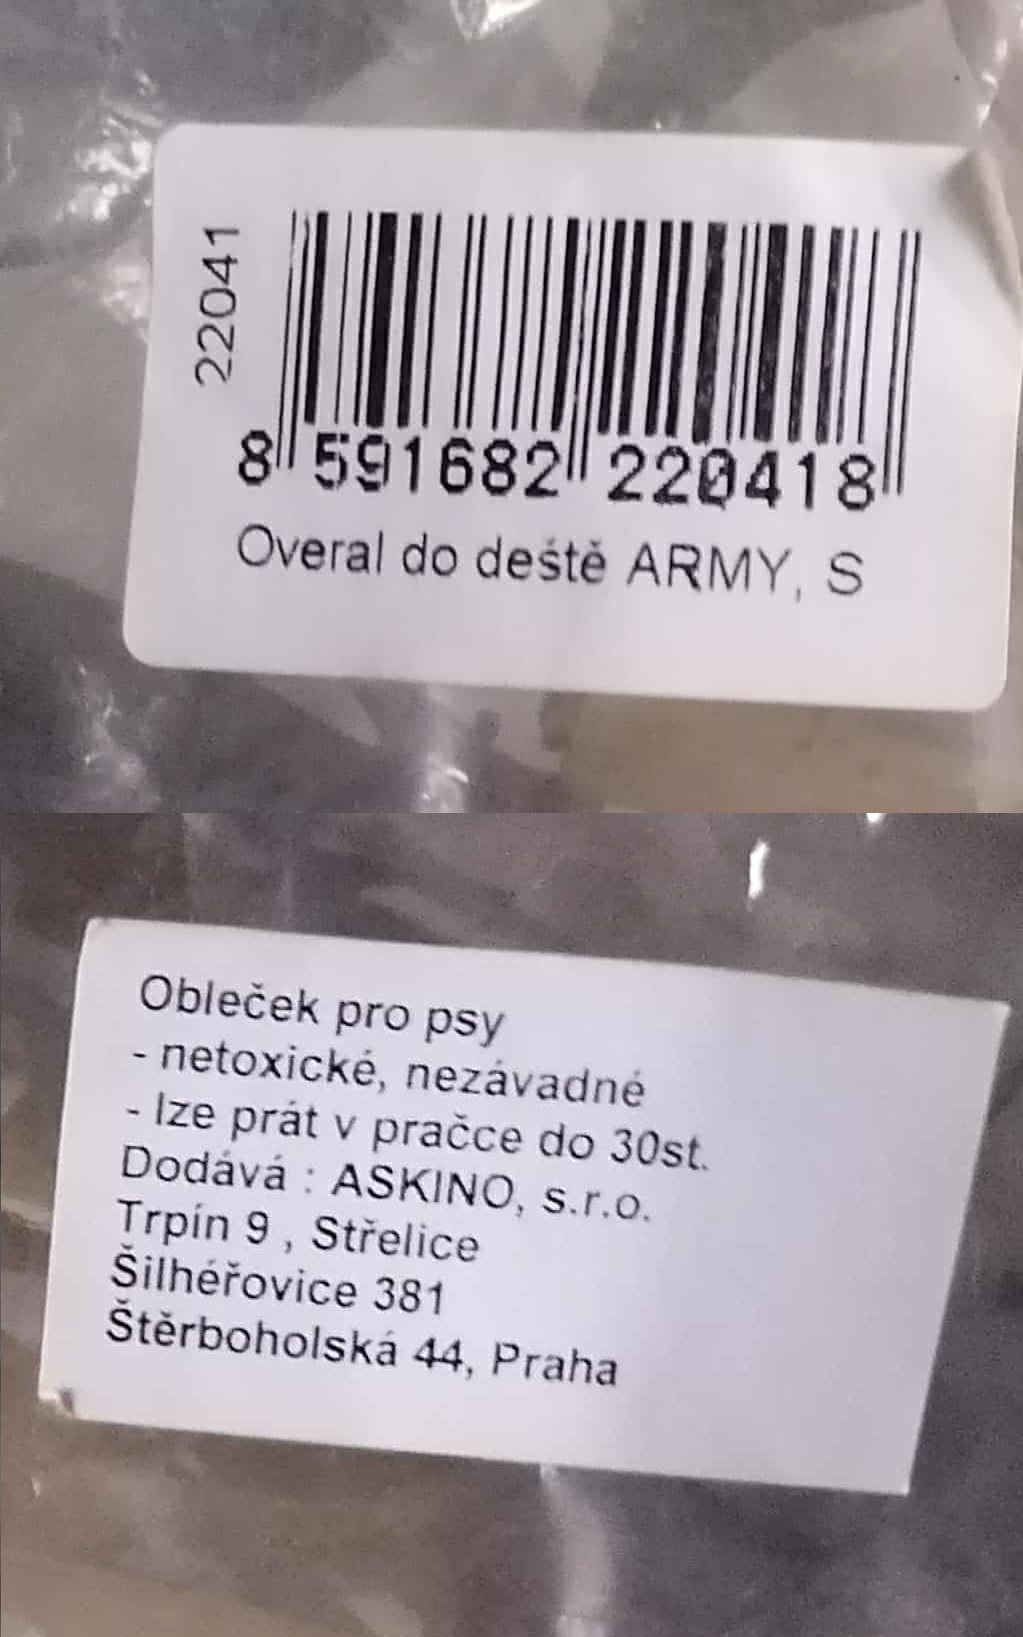 22041
8 591682 220418
Overal do deště ARMY, S
Obleček pro psy
- netoxické, nezávadné
- lze prát v pračce do 30st.
Dodává : ASKINO, s.r.o.
Trpín 9 , Střelice
Šilhéřovice 381
Štěrboholská 44, Praha